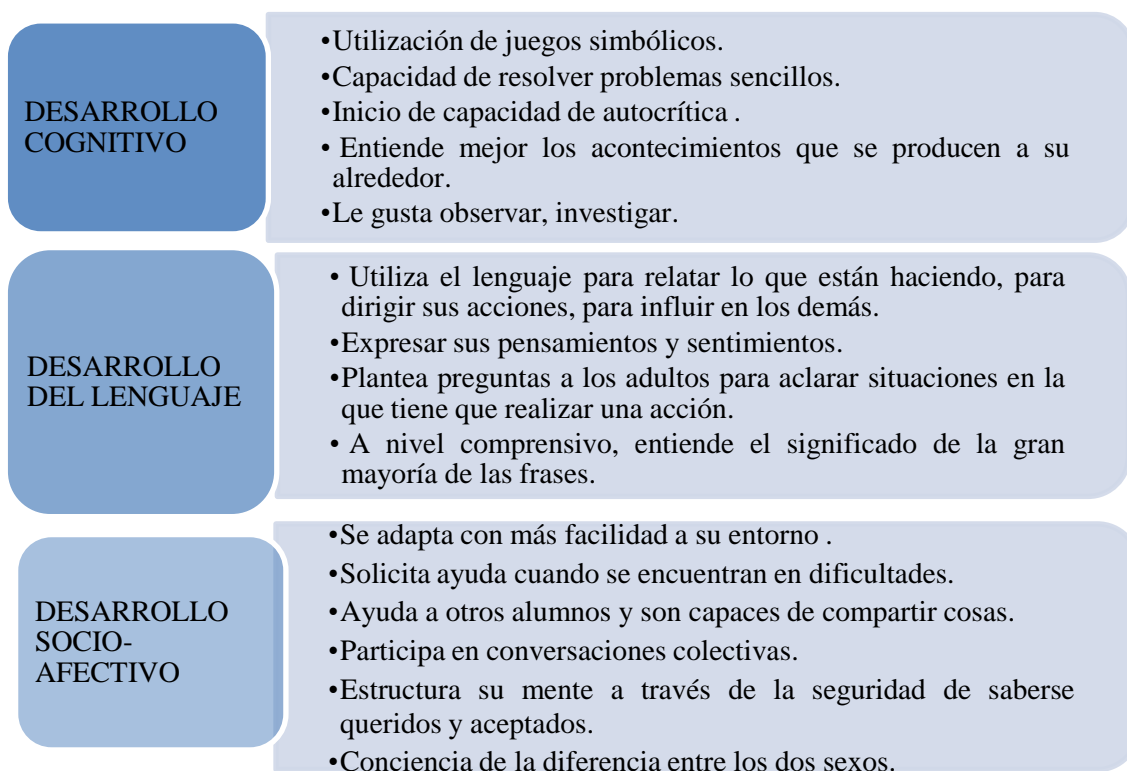 DESARROLLO
COGNITIVO
•Utilización de juegos simbólicos.
•Capacidad de resolver problemas sencillos.
•Inicio de capacidad de autocrítica .
• Entiende mejor los acontecimientos que se producen a su
alrededor.
•Le gusta observar, investigar.
DESARROLLO
DEL LENGUAJE
• Utiliza el lenguaje para relatar lo que están haciendo, para
dirigir sus acciones, para influir en los demás.
•Expresar sus pensamientos y sentimientos.
•Plantea preguntas a los adultos para aclarar situaciones en la
que tiene que realizar una acción.
• A nivel comprensivo, entiende el significado de la gran
mayoría de las frases.
DESARROLLO
SOCIO-
AFECTIVO
•Se adapta con más facilidad a su entorno .
•Solicita ayuda cuando se encuentran en dificultades.
•Ayuda a otros alumnos y son capaces de compartir cosas.
•Participa en conversaciones colectivas.
•Estructura su mente a través de la seguridad de saberse
queridos y aceptados.
•Conciencia de la diferencia entre los dos sexos.